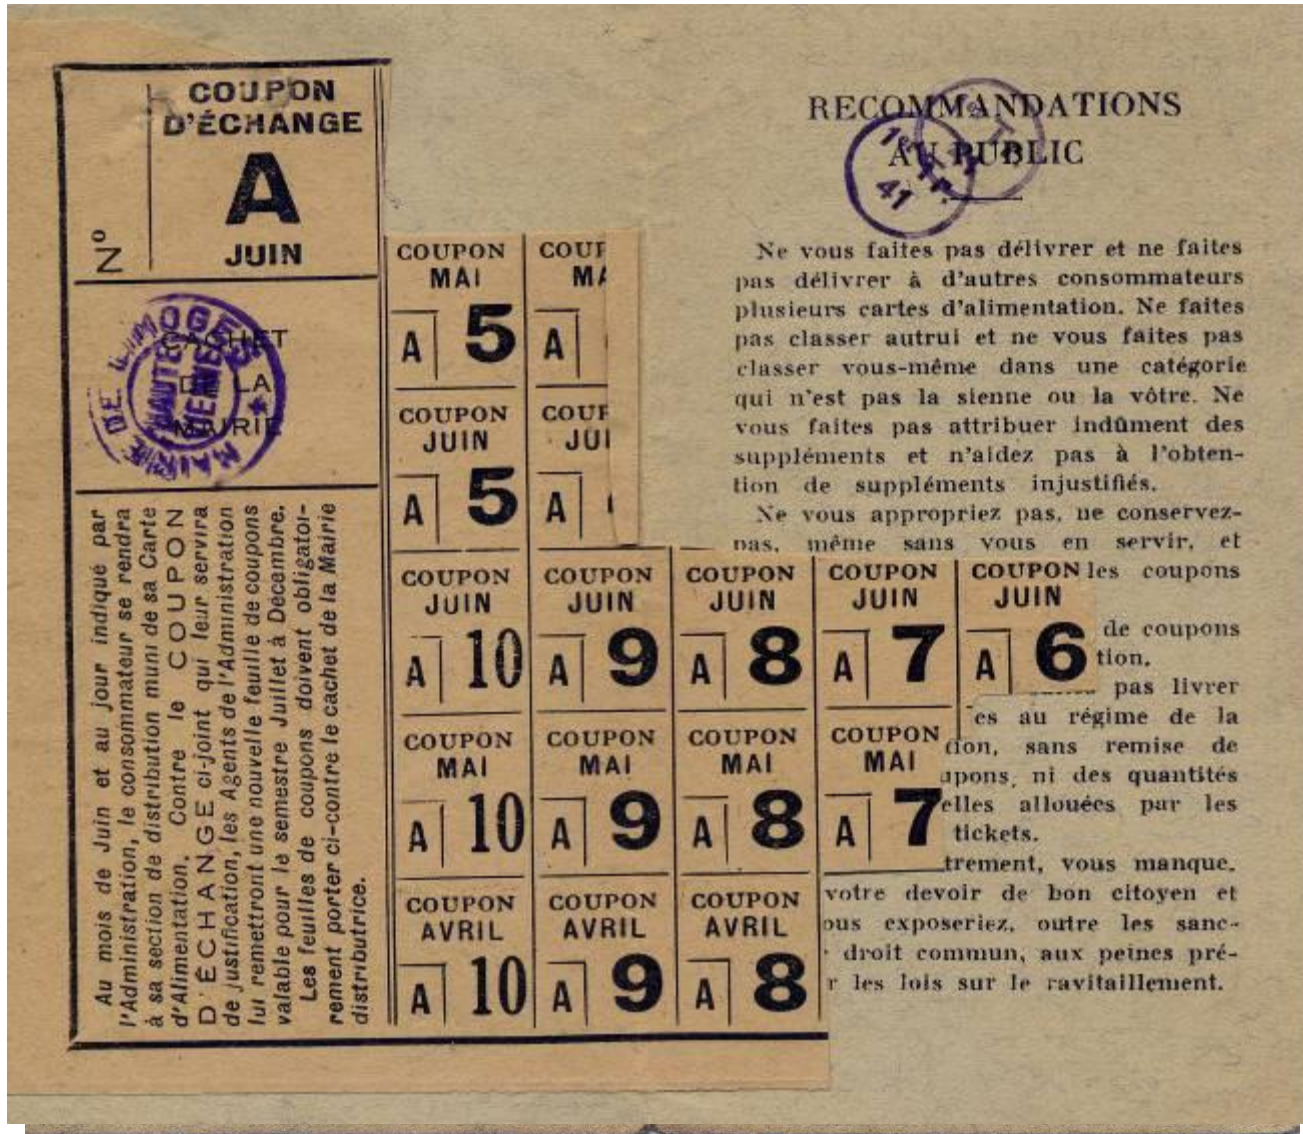 COUPON
D'ÉCHANGE
A
JUIN
Nº
CACHET
DE LA
MAIRIE
MAIRIE DE LIMOGES
HAUTE
VIENNE
Au mois de Juin et au jour indiqué par
l'Administration, le consommateur se rendra
à sa section de distribution muni de sa Carte
d'Alimentation. Contre le COUPON
D'ÉCHANGE ci-joint qui leur servira
de justification, les Agents de l'Administration
lui remettront une nouvelle feuille de coupons
valable pour le semestre Juillet à Décembre.
Les feuilles de coupons doivent obligatoi-
rement porter ci-contre le cachet de la Mairie
distributrice.
COUPON
MAI
A 5
COUPON
JUIN
A 5
A
A
COUPON COUPON COUPON COUPON COUPON
JUIN JUIN JUIN JUIN JUIN
A 10 A 9 A 8 A 7 A 6
COUPON COUPON COUPON COUPON
MAI MAI MAI MAI
A 10 A 9 A 8 A 7
COUPON COUPON COUPON
AVRIL AVRIL AVRIL
A 10 A 9 A 8
RECOMMANDATIONS
AU PUBLIC
41
Ne vous faites pas délivrer et ne faites
pas délivrer à d'autres consommateurs
plusieurs cartes d'alimentation. Ne faites
pas classer autrui et ne vous faites pas
classer vous-même dans une catégorie
qui n'est pas la sienne ou la vôtre. Ne
vous faites pas attribuer indûment des
suppléments et n'aidez pas à l'obten-
tion de suppléments injustifiés.
Ne vous appropriez pas, ne conservez-
pas, même sans vous en servir, et
les coupons
de coupons
tion.
pas livrer
es au régime de la
tion, sans remise de
upons, ni des quantités
elles allouées par les
tickets.
trement, vous manque.
votre devoir de bon citoyen et
ous exposeriez, outre les sanc-
droit commun, aux peines pré-
r les lois sur le ravitaillement.